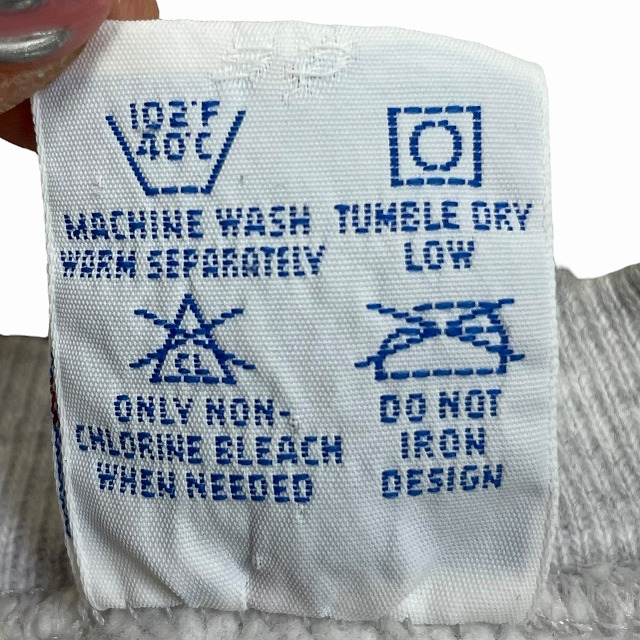 102°F
40°C
MACHINE WASH
WARM SEPARATELY
TUMBLE DRY
LOW
CL
ONLY NON-
CHLORINE BLEACH
WHEN NEEDED
DO NOT
IRON
DESIGN